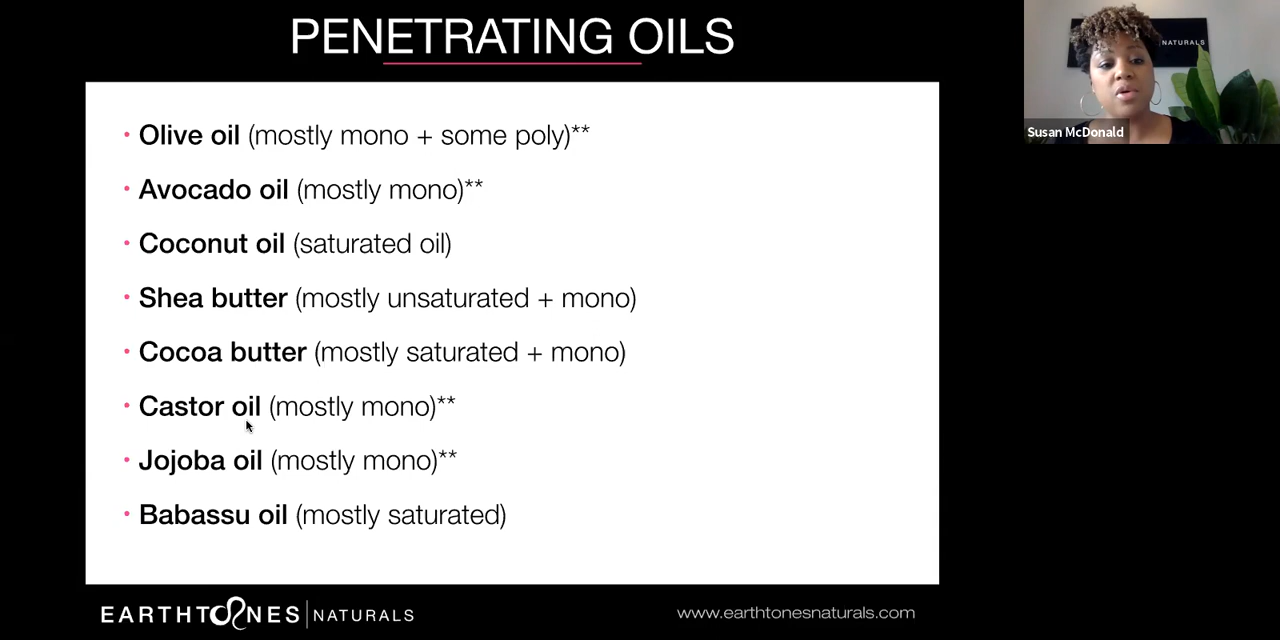 PENETRATING OILS
• Olive oil (mostly mono + some poly)**
• Avocado oil (mostly mono)**
• Coconut oil (saturated oil)
• Shea butter (mostly unsaturated + mono)
• Cocoa butter (mostly saturated + mono)
• Castor oil (mostly mono)**
• Jojoba oil (mostly mono)**
• Babassu oil (mostly saturated)
EARTHTONES | NATURALS
www.earthtonesnaturals.com
NATURALS
Susan McDonald